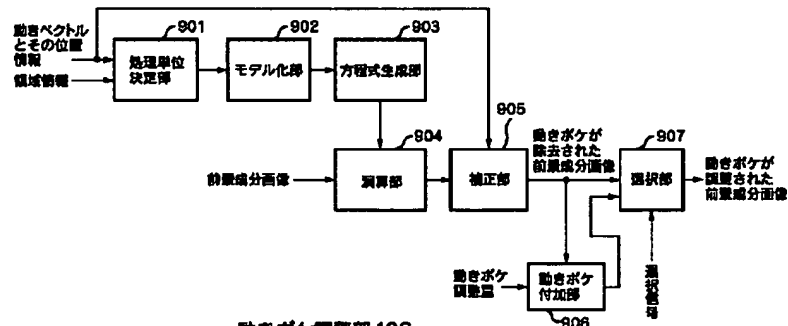 動きベクトル
とその位置
情報
領域情報
901
処理単位
決定部
902
モデル化部
903
方程式生成部
904
演算部
前景成分画像
905
補正部
動きボケが
除去された
前景成分画像
907
選択部
動きボケが
調整された
前景成分画像
動きボケ
調整量
動きボケ
付加部
906
選択信号
動きボケ調整部 106